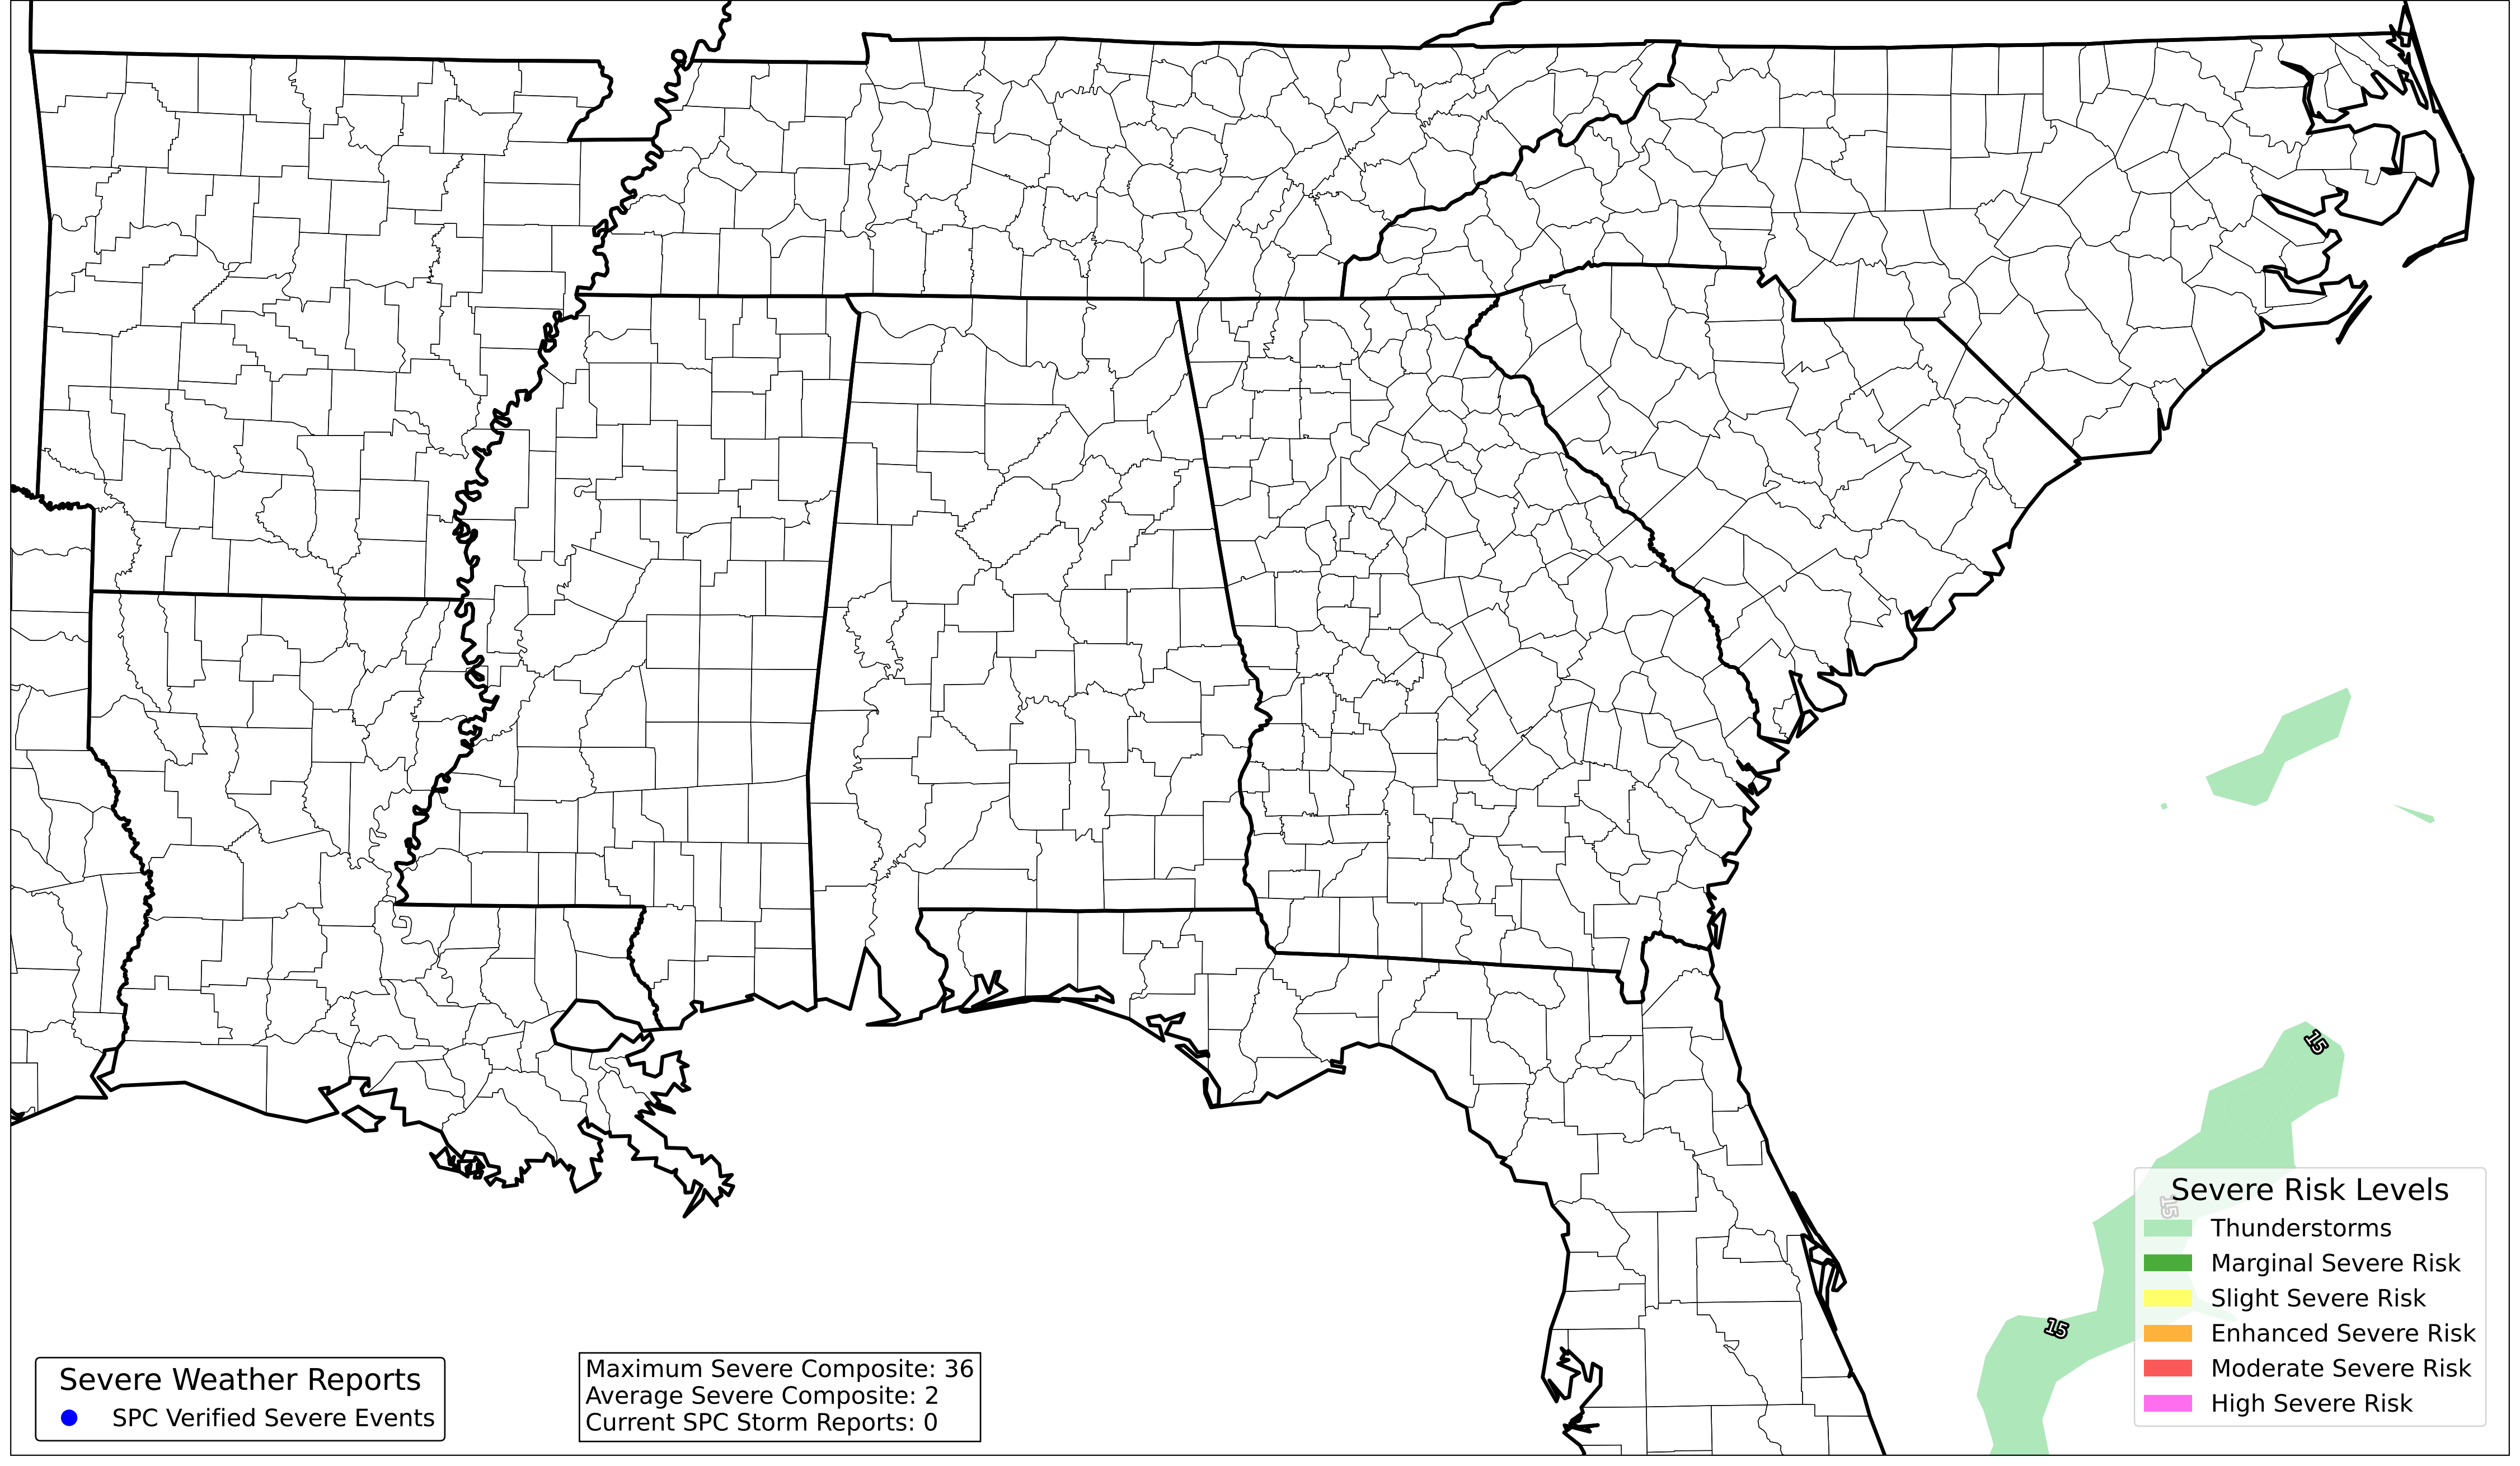 15
15
15
Severe Risk Levels
Thunderstorms
Marginal Severe Risk
Slight Severe Risk
Enhanced Severe Risk
Moderate Severe Risk
High Severe Risk
Severe Weather Reports
SPC Verified Severe Events
Maximum Severe Composite: 36
Average Severe Composite: 2
Current SPC Storm Reports: 0